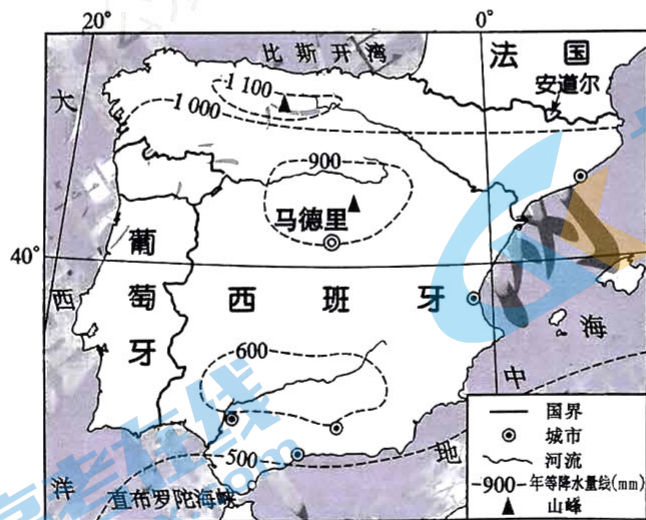 20°
0°
比斯开湾
法国
安道尔
大
西
洋
1 100
1 000
900
马德里
40°
葡
萄
牙
西班牙
海
中
地
600
500
直布罗陀海峡
国界
城市
河流
-900-年等降水量线(mm)
山峰